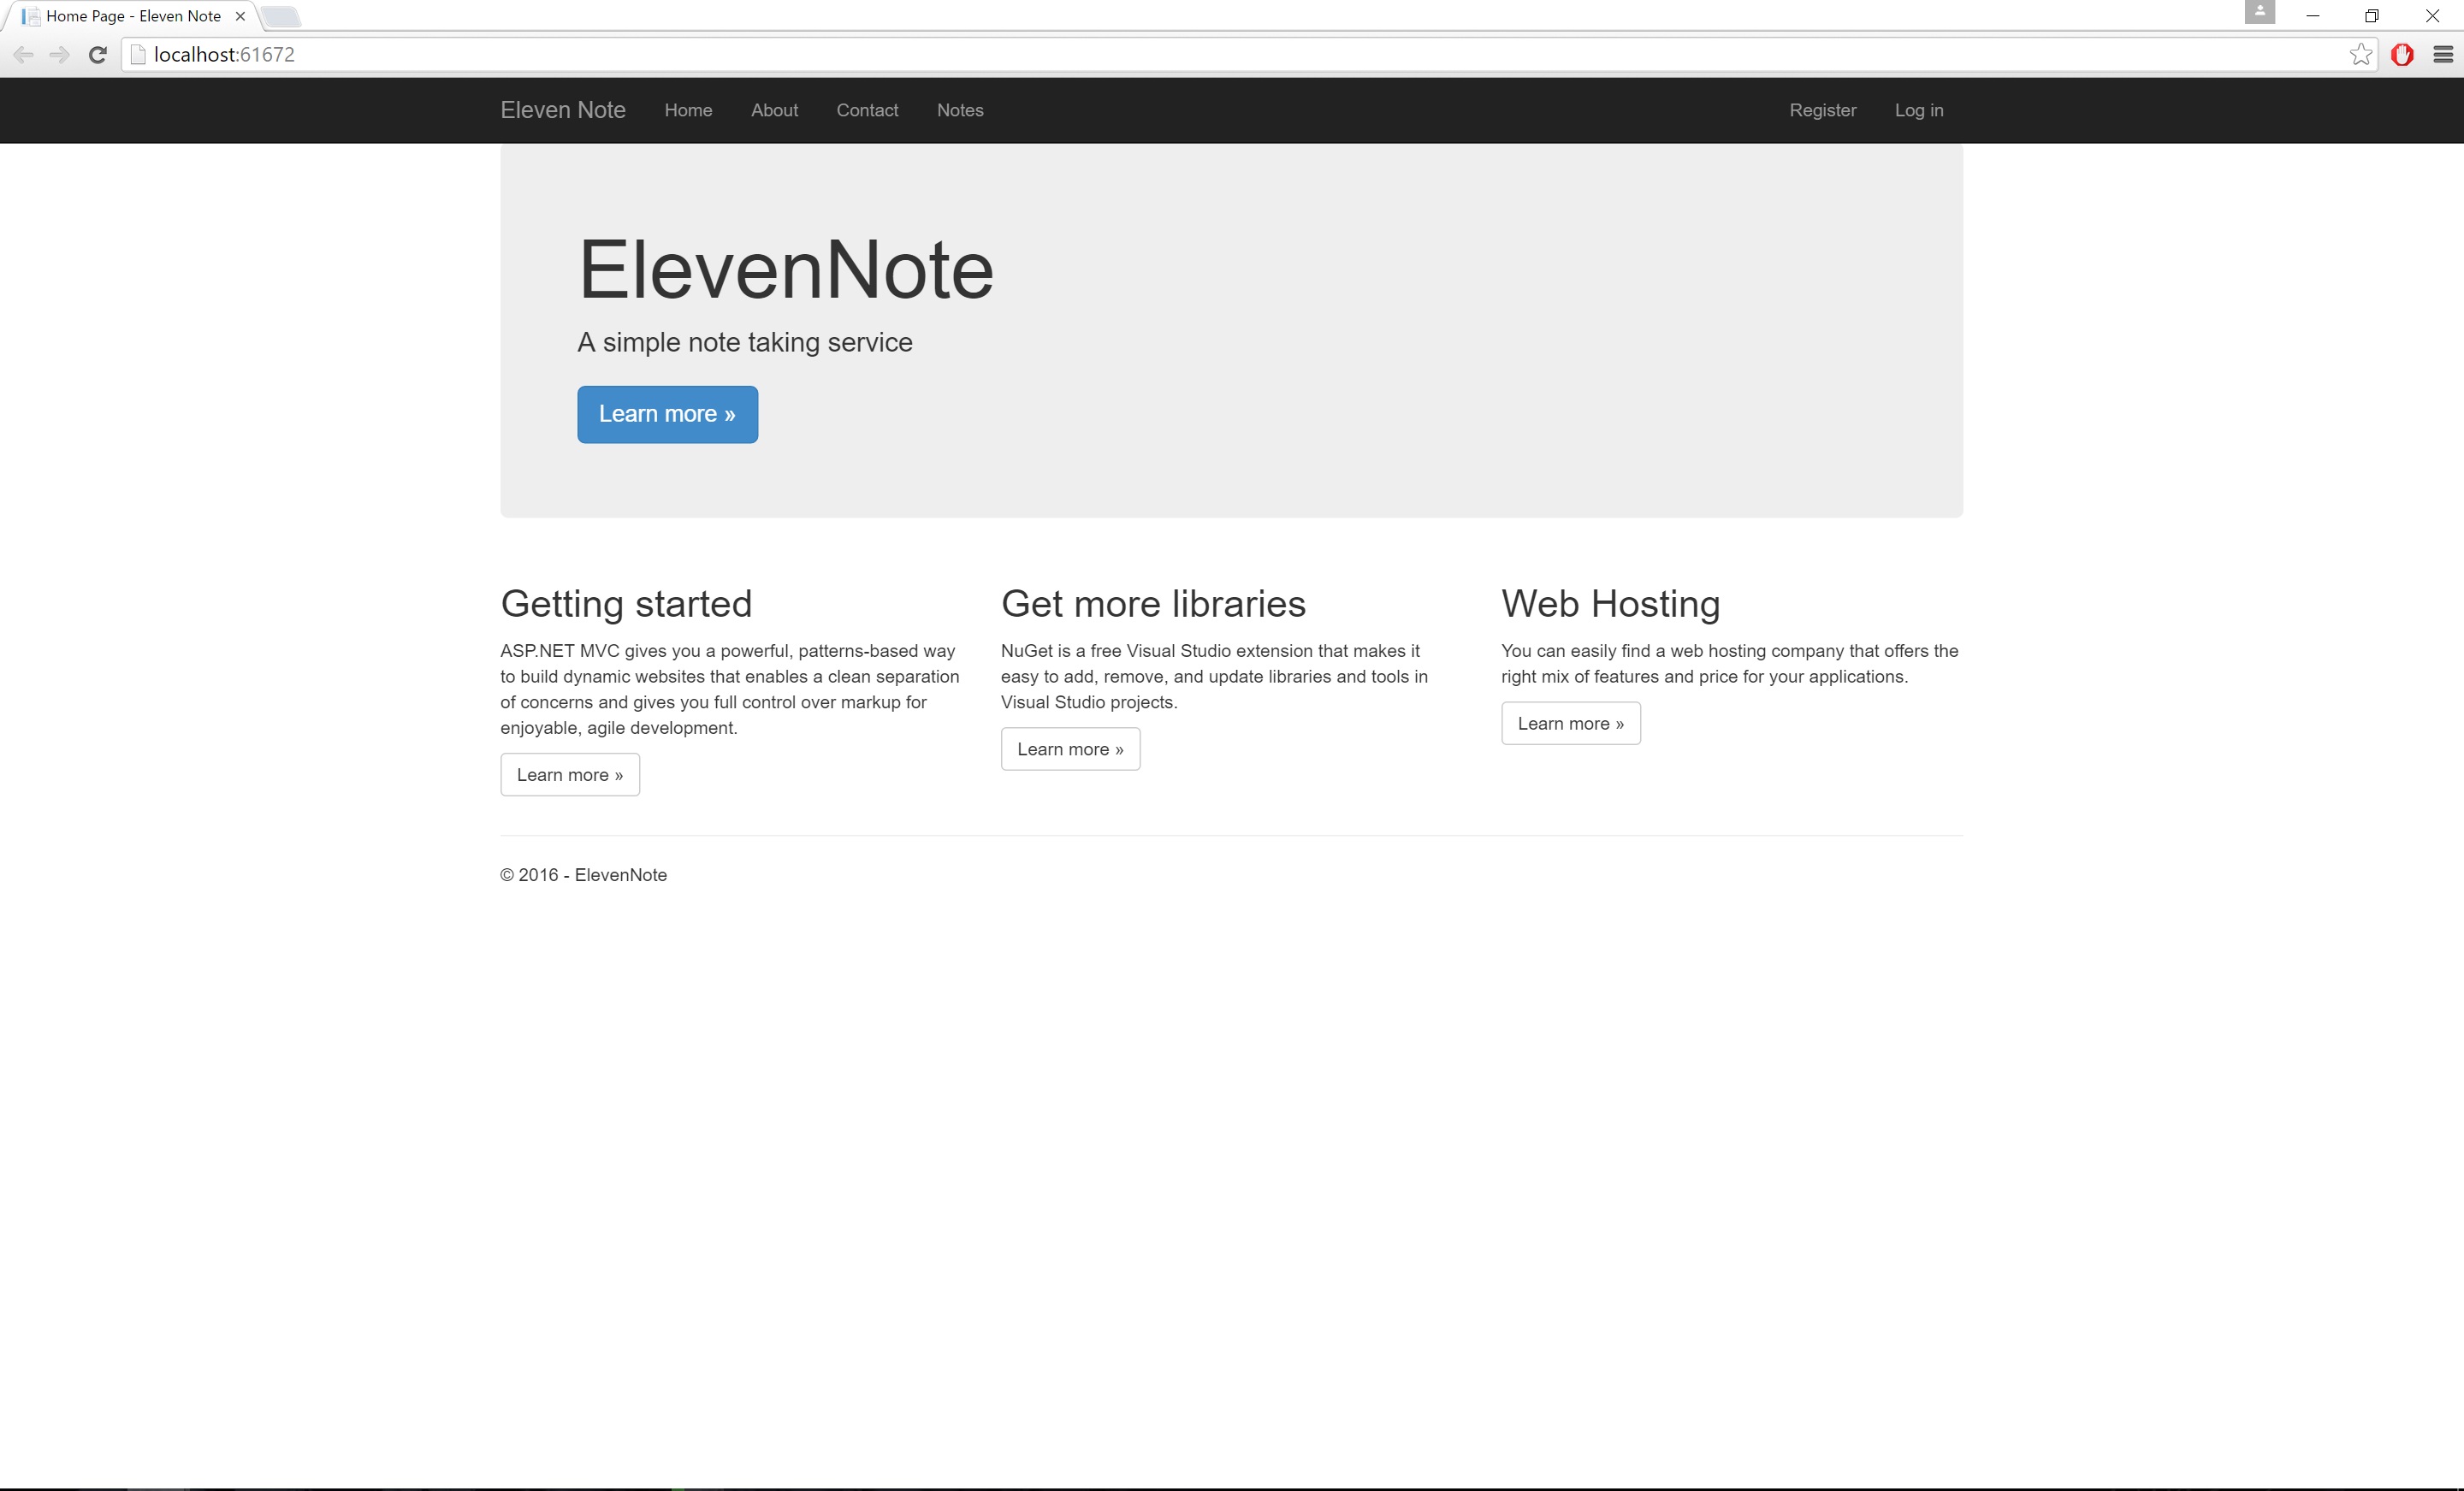 Home Page - Eleven Note
localhost:61672
Eleven Note Home About Contact Notes Register Log in
ElevenNote
A simple note taking service
Learn more »
Getting started
ASP.NET MVC gives you a powerful, patterns-based way
to build dynamic websites that enables a clean separation
of concerns and gives you full control over markup for
enjoyable, agile development.
Learn more »
Get more libraries
NuGet is a free Visual Studio extension that makes it
easy to add, remove, and update libraries and tools in
Visual Studio projects.
Learn more »
Web Hosting
You can easily find a web hosting company that offers the
right mix of features and price for your applications.
Learn more »
© 2016 - ElevenNote